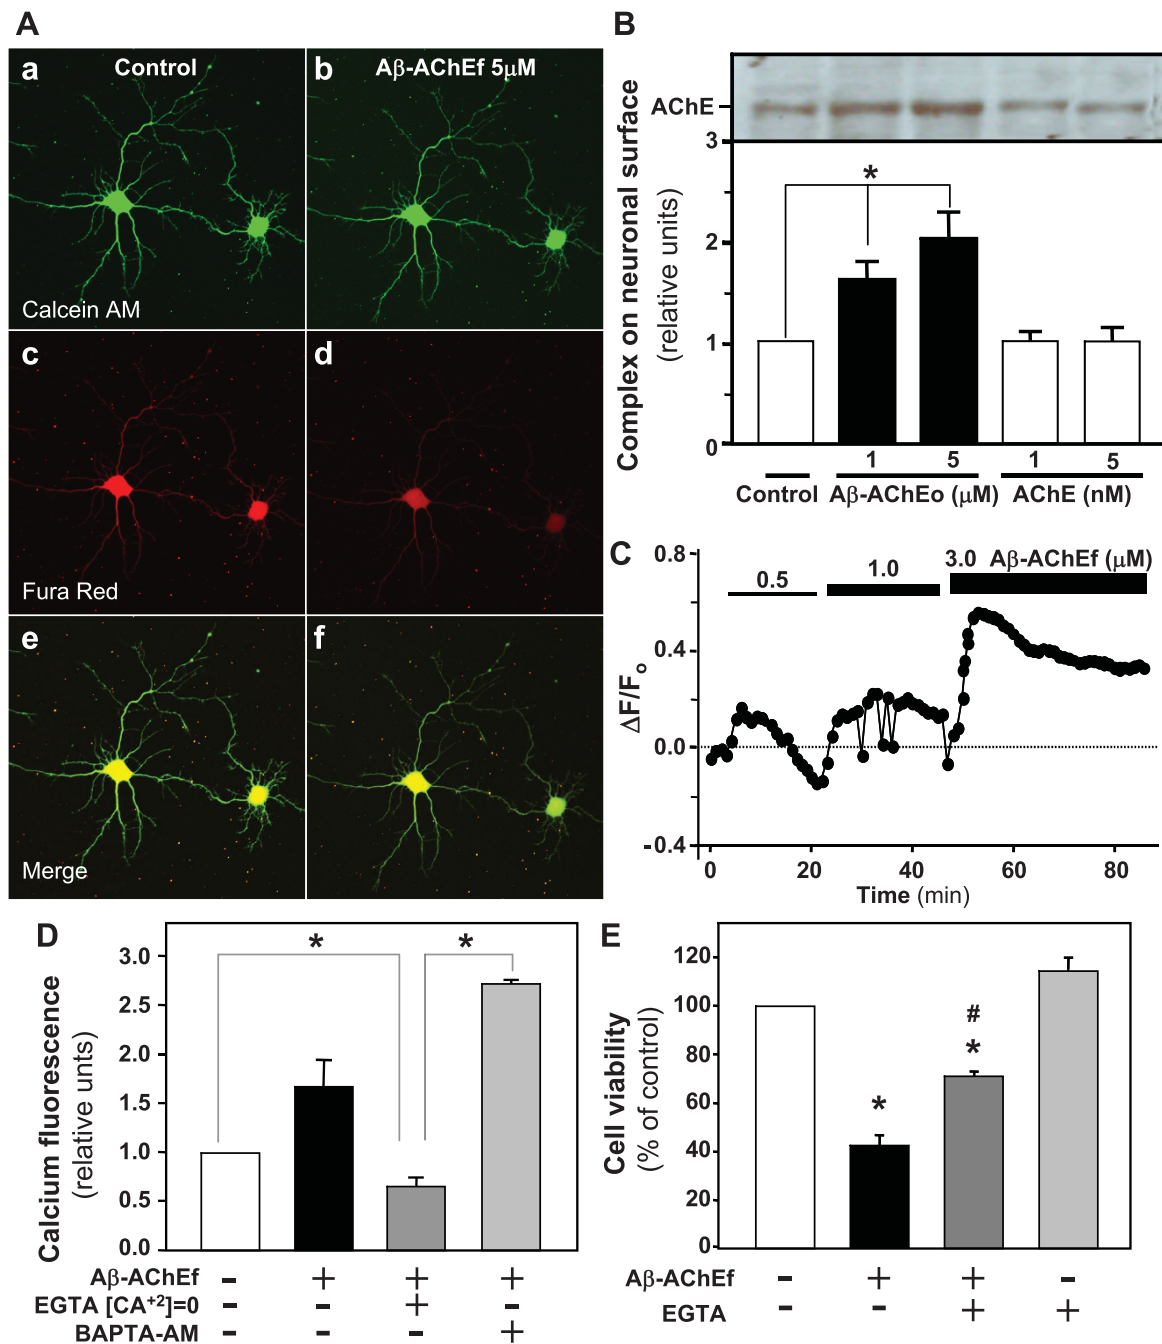 A
a Control
b Aβ-AChEf 5μM
Calcein AM
c
d
Fura Red
e
f
Merge
B
AChE
Complex on neuronal surface
(relative units)
3
2
1
0
1 5 1 5
Control Aβ-AChEo (μM) AChE (nM)
*
C
ΔF/Fo
0.8
0.4
0.0
-0.4
0.5
1.0
3.0 Aβ-AChEf (μM)
0 20 40 60 80
Time (min)
D
Calcium fluorescence
(relative unts)
3.0
2.5
2.0
1.5
1.0
0.5
0.0
* *
Aβ-AChEf - + + +
EGTA [CA+2]=0 - - + -
BAPTA-AM - - - +
E
Cell viability
(% of control)
120
100
80
60
40
20
0
*
#
*
Aβ-AChEf - + + -
EGTA - - + +